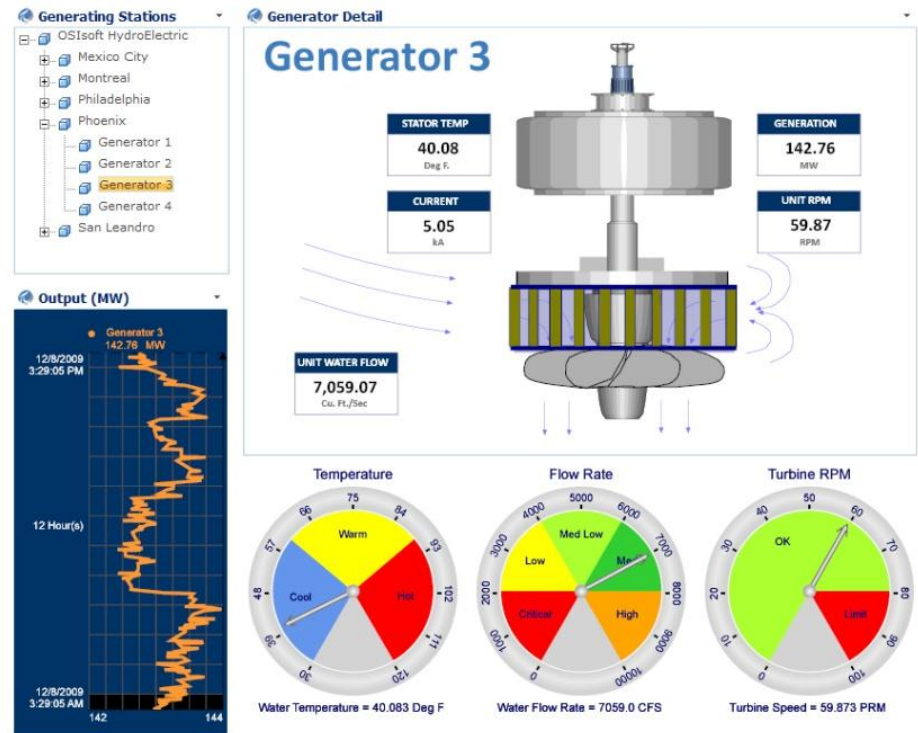 Generating Stations
OSIsoft HydroElectric
Mexico City
Montreal
Philadelphia
Phoenix
Generator 1
Generator 2
Generator 3
Generator 4
San Leandro
Output (MW)
Generator 3
142.76 MW
12/8/2009
3:29:05 PM
12 Hour(s)
12/8/2009
3:29:05 AM
142
144
Generator Detail
Generator 3
STATOR TEMP
40.08
Deg F.
GENERATION
142.76
MW
CURRENT
5.05
kA
UNIT RPM
59.87
RPM
UNIT WATER FLOW
7,059.07
Cu. Ft./Sec
Temperature
30
39
48
57
66
75
84
93
102
111
120
Cool
Warm
Hot
Water Temperature = 40.083 Deg F
Flow Rate
0
2000
3000
4000
5000
6000
7000
8000
9000
10000
Critical
Low
Med Low
High
Water Flow Rate = 7059.0 CFS
Turbine RPM
0
10
20
30
40
50
60
70
80
90
100
OK
Limit
Turbine Speed = 59.873 PRM